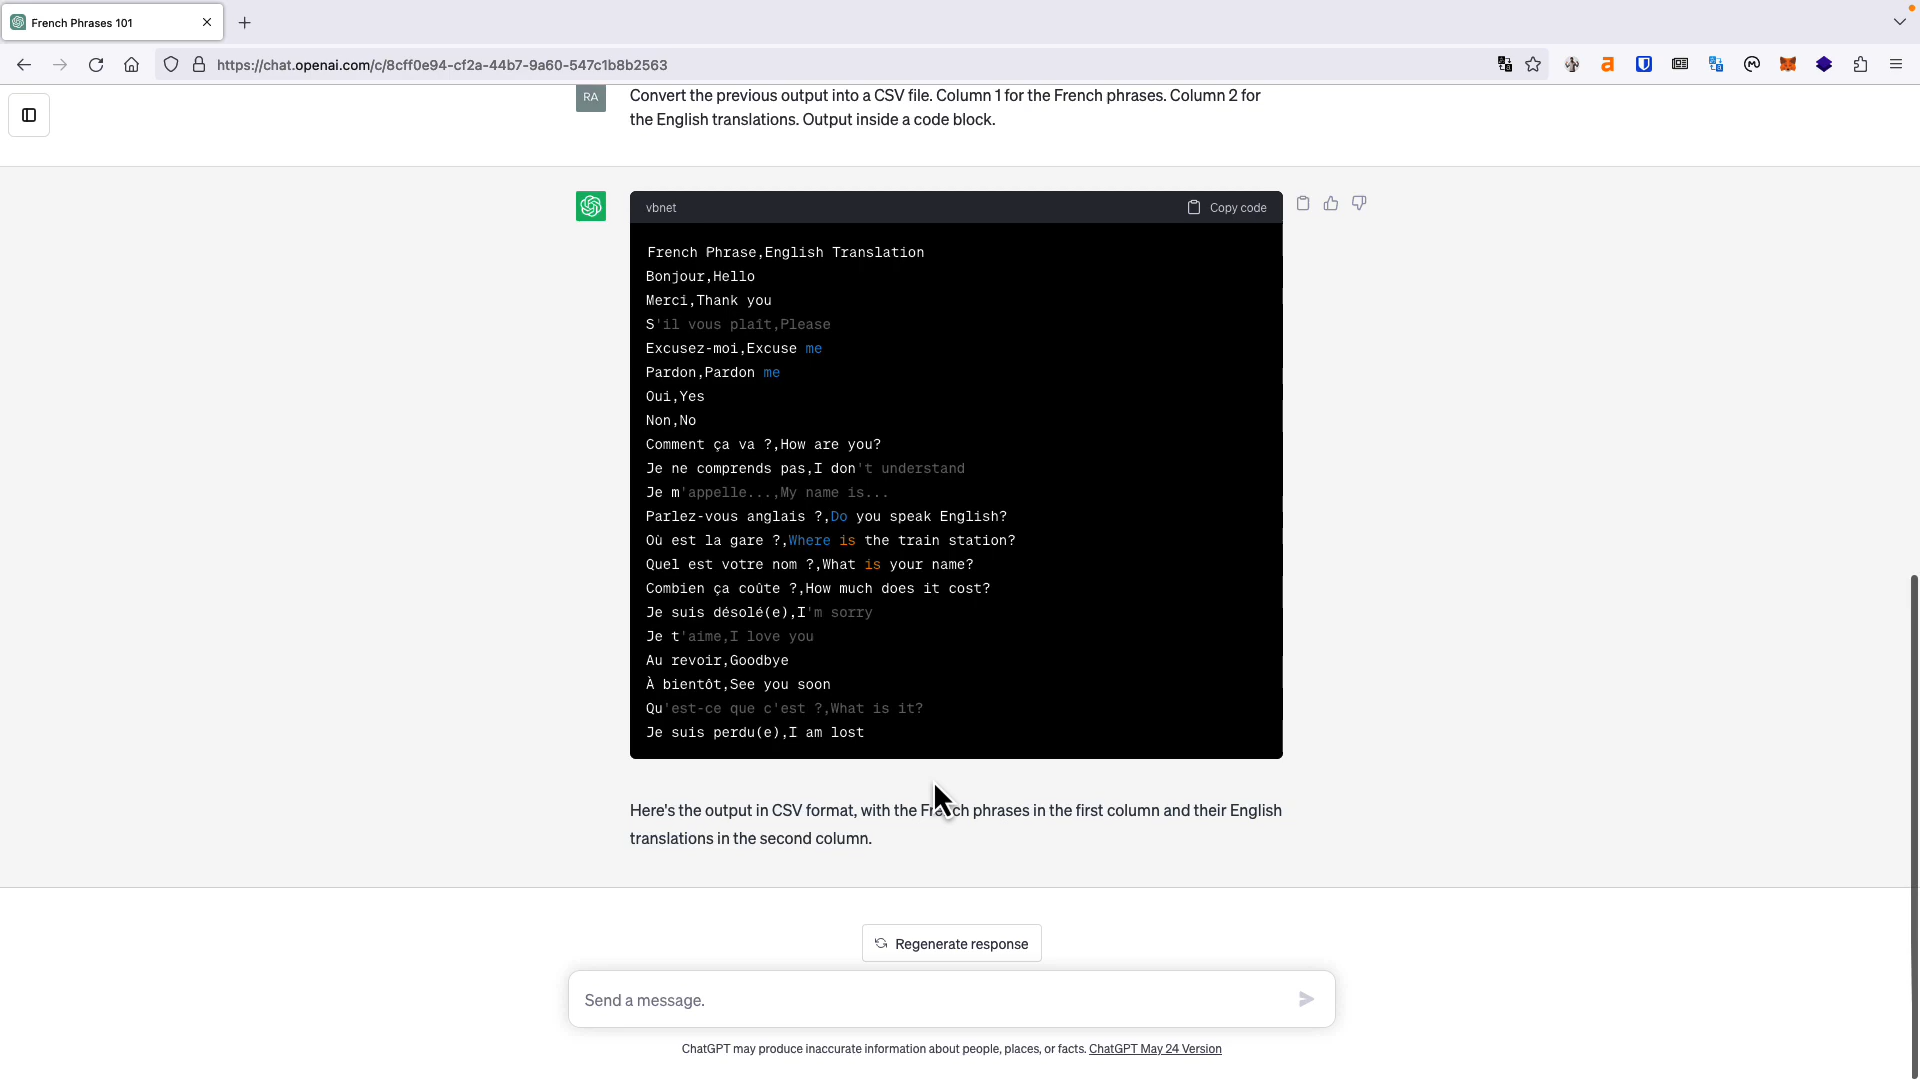 French Phrases 101
https://chat.openai.com/c/8cff0e94-cf2a-44b7-9a60-547c1b8b2563
RA
Convert the previous output into a CSV file. Column 1 for the French phrases. Column 2 for
the English translations. Output inside a code block.
vbnet
Copy code
French Phrase,English Translation
Bonjour,Hello
Merci,Thank you
S'il vous plaît,Please
Excusez-moi,Excuse me
Pardon,Pardon me
Oui,Yes
Non,No
Comment ça va ?,How are you?
Je ne comprends pas,I don't understand
Je m'appelle...,My name is...
Parlez-vous anglais ?,Do you speak English?
Où est la gare ?,Where is the train station?
Quel est votre nom ?,What is your name?
Combien ça coûte ?,How much does it cost?
Je suis désolé(e),I'm sorry
Je t'aime,I love you
Au revoir,Goodbye
À bientôt,See you soon
Qu'est-ce que c'est ?,What is it?
Je suis perdu(e),I am lost
Here's the output in CSV format, with the French phrases in the first column and their English
translations in the second column.
Regenerate response
Send a message.
ChatGPT may produce inaccurate information about people, places, or facts. ChatGPT May 24 Version